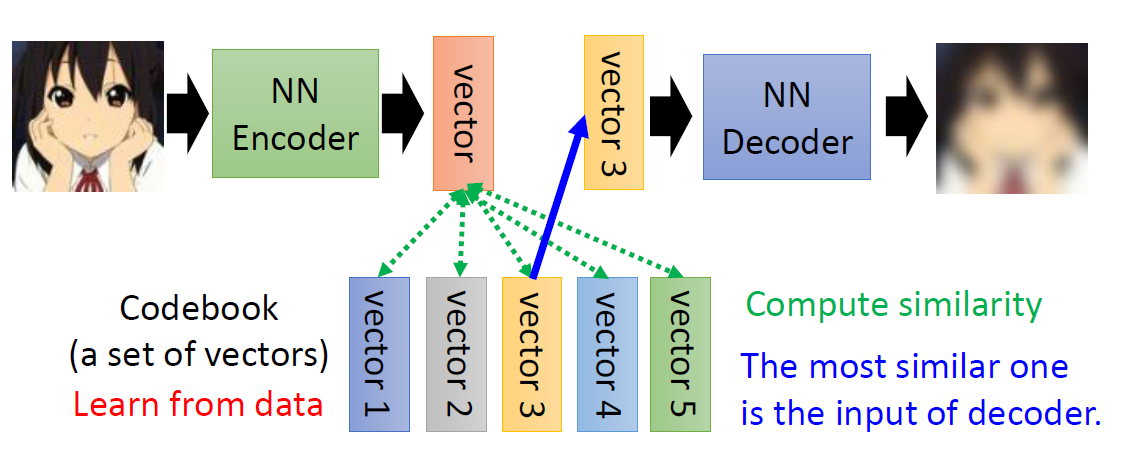 NN
Encoder
vector
vector 3
NN
Decoder
Codebook
(a set of vectors)
Learn from data
vector 1
vector 2
vector 3
vector 4
vector 5
Compute similarity
The most similar one
is the input of decoder.